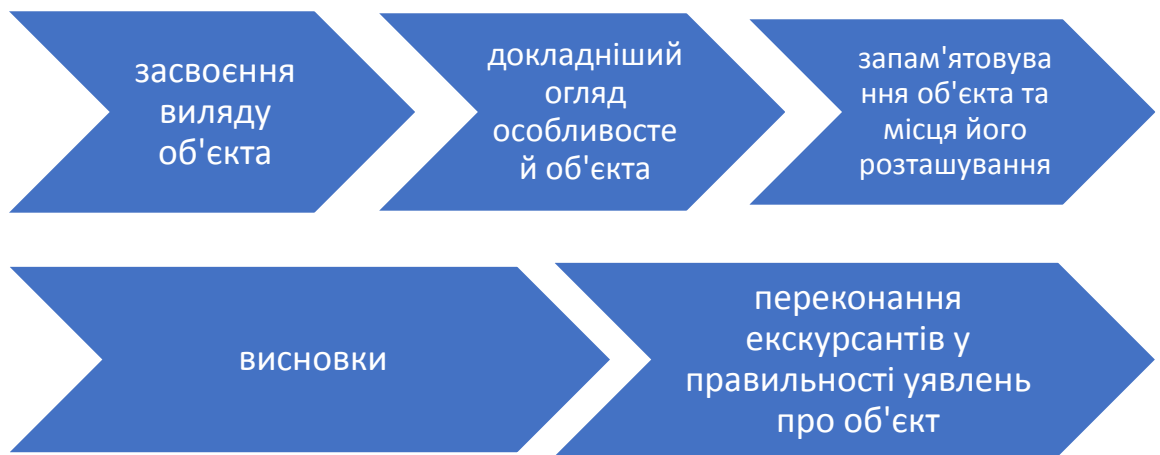 засвоєння
виляду
об'єкта
докладніший
огляд
особливосте
й об'єкта
запам'ятовува
ння об'єкта та
місця його
розташування
висновки
переконання
екскурсантів у
правильності уявлень
про об'єкт